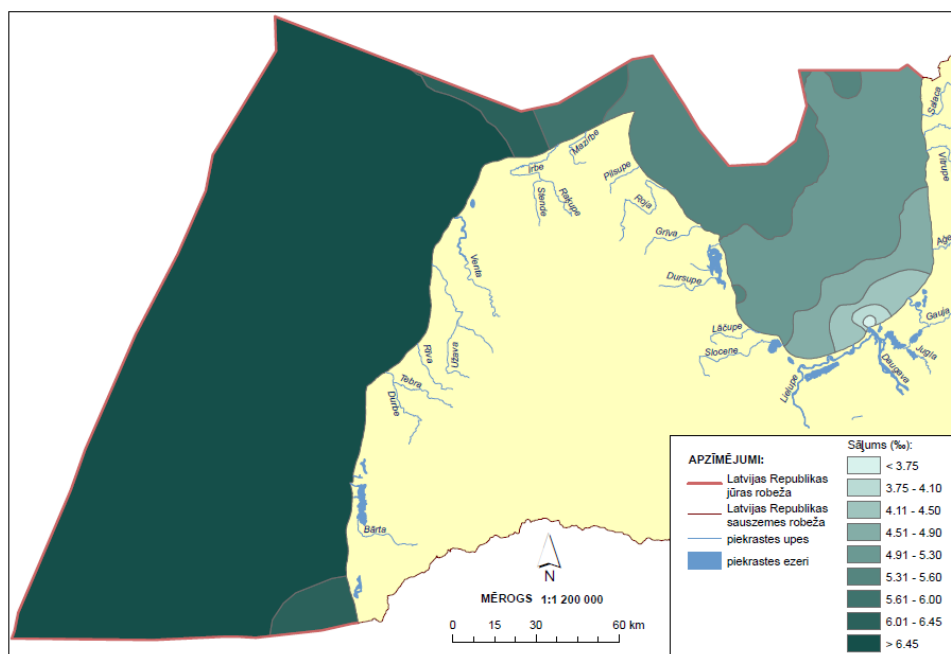 Salaca
Vitrupe
Mazirbe
Irbe
Pilsupe
Stende
Rakupe
Roja
Grīva
Aģe
Venta
Dursupe
Gauja
Lāčupe
Jugla
Slocene
Rīva
Užava
Daugava
Tebra
Lielupe
Durbe
Bārta
N
MĒROGS 1:1 200 000
0 15 30 60 km
APZĪMĒJUMI:
Latvijas Republikas
jūras robeža
Latvijas Republikas
sauszemes robeža
piekrastes upes
piekrastes ezeri
Sāļums (‰):
< 3.75
3.75 - 4.10
4.11 - 4.50
4.51 - 4.90
4.91 - 5.30
5.31 - 5.60
5.61 - 6.00
6.01 - 6.45
> 6.45